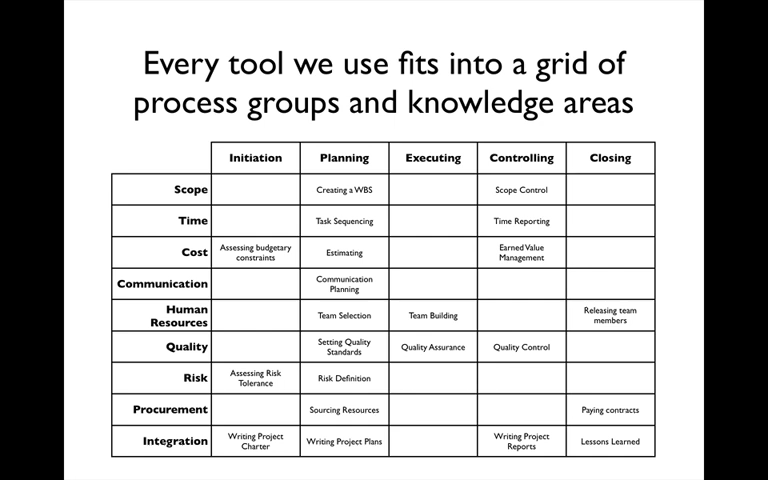 Every tool we use fits into a grid of
process groups and knowledge areas
Initiation Planning Executing Controlling Closing
Scope Creating a WBS Scope Control
Time Task Sequencing Time Reporting
Cost Assessing budgetary constraints Estimating Earned Value Management
Communication Communication Planning
Human Resources Team Selection Team Building Releasing team members
Quality Setting Quality Standards Quality Assurance Quality Control
Risk Assessing Risk Tolerance Risk Definition
Procurement Sourcing Resources Paying contracts
Integration Writing Project Charter Writing Project Plans Writing Project Reports Lessons Learned